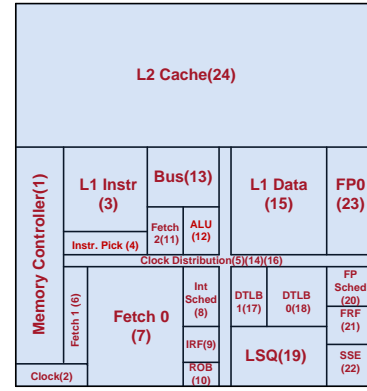 L2 Cache(24)
Memory Controller(1)
L1 Instr
(3)
Bus(13)
L1 Data
(15)
FP0
(23)
Instr. Pick (4)
Fetch
2(11)
ALU
(12)
Clock Distribution(5)(14)(16)
Fetch 1 (6)
Fetch 0
(7)
Int
Sched
(8)
DTLB
1(17)
DTLB
0(18)
FP
Sched
(20)
FRF
(21)
IRF(9)
LSQ(19)
SSE
(22)
ROB
(10)
Clock(2)